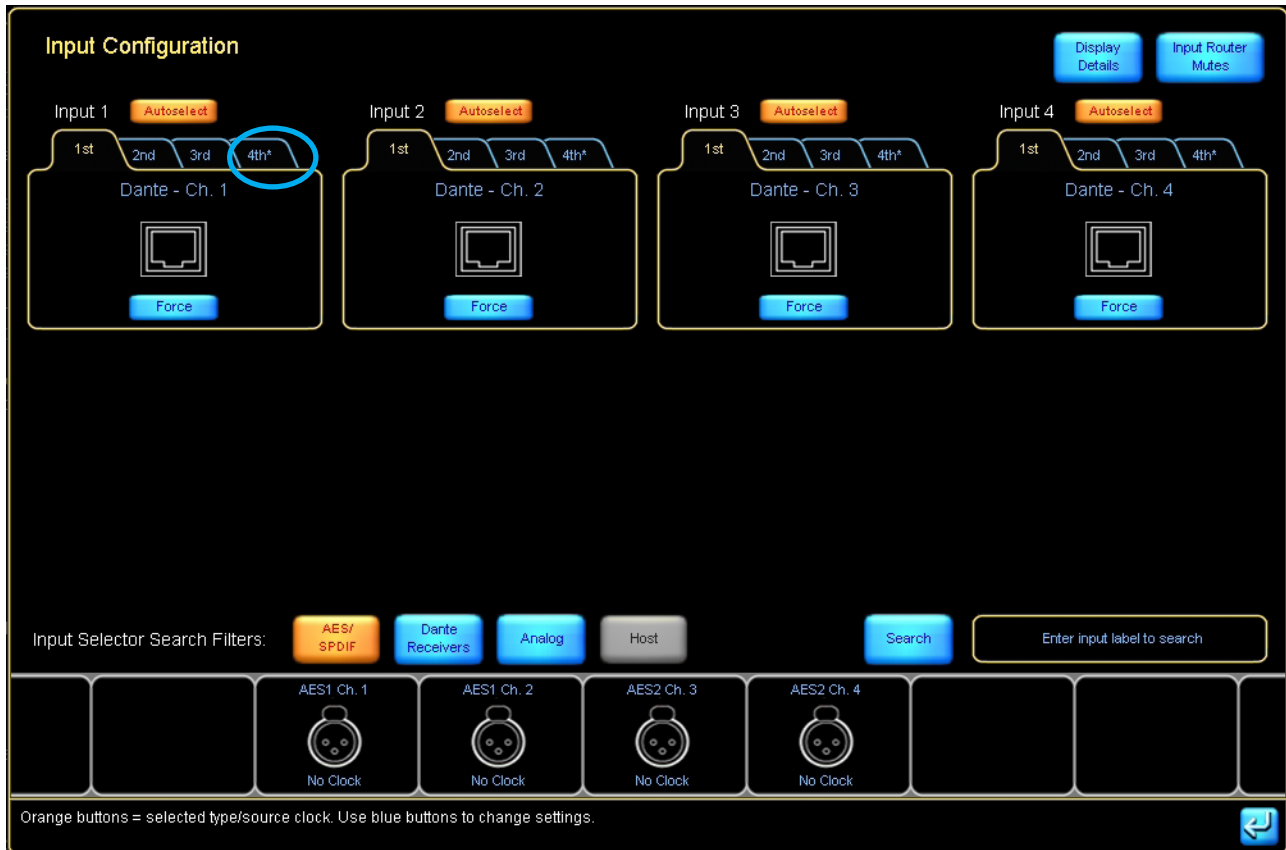 Input Configuration
Display
Details
Input Router
Mutes
Input 1 Autoselect
Input 2 Autoselect
Input 3 Autoselect
Input 4 Autoselect
1st 2nd 3rd 4th*
1st 2nd 3rd 4th*
1st 2nd 3rd 4th*
1st 2nd 3rd 4th*
Dante - Ch. 1
Dante - Ch. 2
Dante - Ch. 3
Dante - Ch. 4
Force
Force
Force
Force
Input Selector Search Filters:
AES/
SPDIF
Dante
Receivers
Analog
Host
Search
Enter input label to search
AES1 Ch. 1
AES1 Ch. 2
AES2 Ch. 3
AES2 Ch. 4
No Clock
No Clock
No Clock
No Clock
Orange buttons = selected type/source clock. Use blue buttons to change settings.